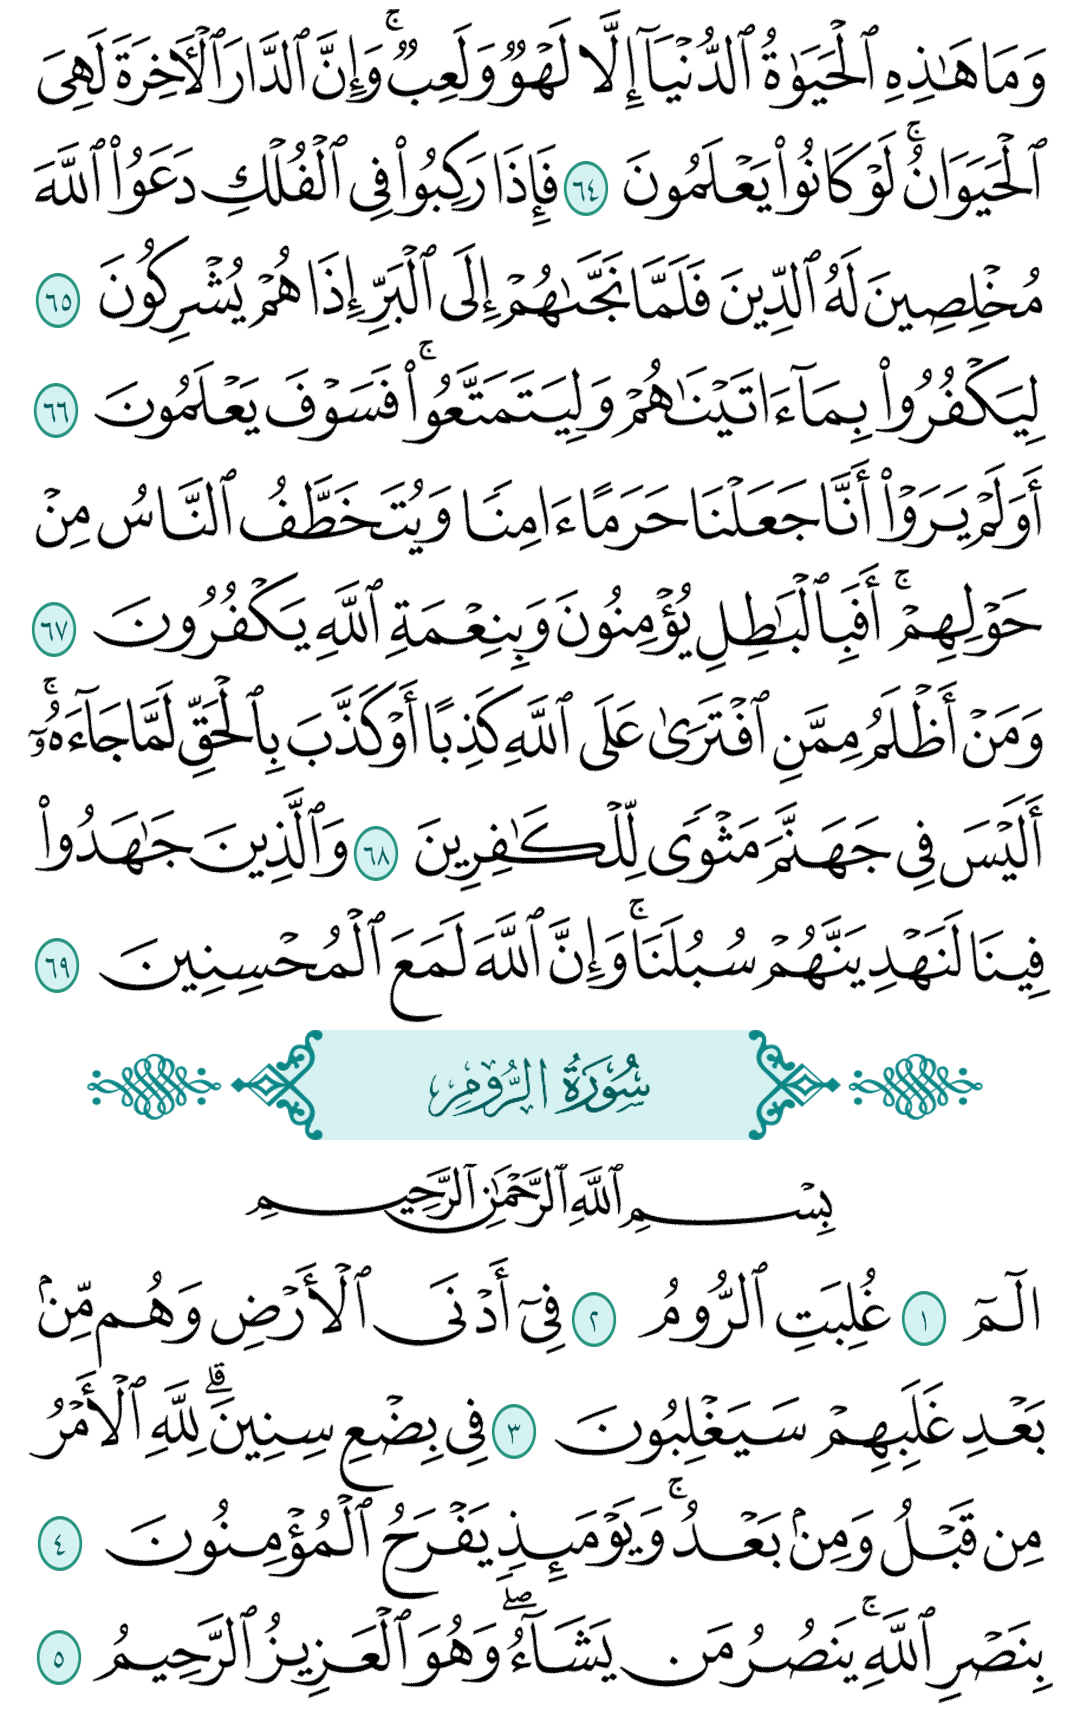 وَمَا هَٰذِهِ ٱلْحَيَوٰةُ ٱلدُّنْيَآ إِلَّا لَهْوٌ وَلَعِبٌ ۚ وَإِنَّ ٱلدَّارَ ٱلْـَٔاخِرَةَ لَهِىَ
ٱلْحَيَوَانُ ۚ لَوْ كَانُوا۟ يَعْلَمُونَ ٦٤ فَإِذَا رَكِبُوا۟ فِى ٱلْفُلْكِ دَعَوُا۟ ٱللَّهَ
مُخْلِصِينَ لَهُ ٱلدِّينَ فَلَمَّا نَجَّىٰهُمْ إِلَى ٱلْبَرِّ إِذَا هُمْ يُشْرِكُونَ ٦٥
لِيَكْفُرُوا۟ بِمَآ ءَاتَيْنَٰهُمْ وَلِيَتَمَتَّعُوا۟ ۚ فَسَوْفَ يَعْلَمُونَ ٦٦
أَوَلَمْ يَرَوْا۟ أَنَّا جَعَلْنَا حَرَمًا ءَامِنًا وَيُتَخَطَّفُ ٱلنَّاسُ مِنْ
حَوْلِهِمْ ۚ أَفَبِٱلْبَٰطِلِ يُؤْمِنُونَ وَبِنِعْمَةِ ٱللَّهِ يَكْفُرُونَ ٦٧
وَمَنْ أَظْلَمُ مِمَّنِ ٱفْتَرَىٰ عَلَى ٱللَّهِ كَذِبًا أَوْ كَذَّبَ بِٱلْحَقِّ لَمَّا جَآءَهُۥٓ ۚ
أَلَيْسَ فِى جَهَنَّمَ مَثْوًى لِّلْكَٰفِرِينَ ٦٨ وَٱلَّذِينَ جَٰهَدُوا۟
فِينَا لَنَهْدِيَنَّهُمْ سُبُلَنَا ۚ وَإِنَّ ٱللَّهَ لَمَعَ ٱلْمُحْسِنِينَ ٦٩
سُورَةُ الرُّومِ
بِسْمِ ٱللَّهِ ٱلرَّحْمَٰنِ ٱلرَّحِيمِ
الٓمٓ ١ غُلِبَتِ ٱلرُّومُ ٢ فِىٓ أَدْنَى ٱلْأَرْضِ وَهُم مِّنۢ
بَعْدِ غَلَبِهِمْ سَيَغْلِبُونَ ٣ فِى بِضْعِ سِنِينَ ۗ لِلَّهِ ٱلْأَمْرُ
مِن قَبْلُ وَمِنۢ بَعْدُ ۚ وَيَوْمَئِذٍ يَفْرَحُ ٱلْمُؤْمِنُونَ ٤
بِنَصْرِ ٱللَّهِ ۚ يَنصُرُ مَن يَشَآءُ ۖ وَهُوَ ٱلْعَزِيزُ ٱلرَّحِيمُ ٥